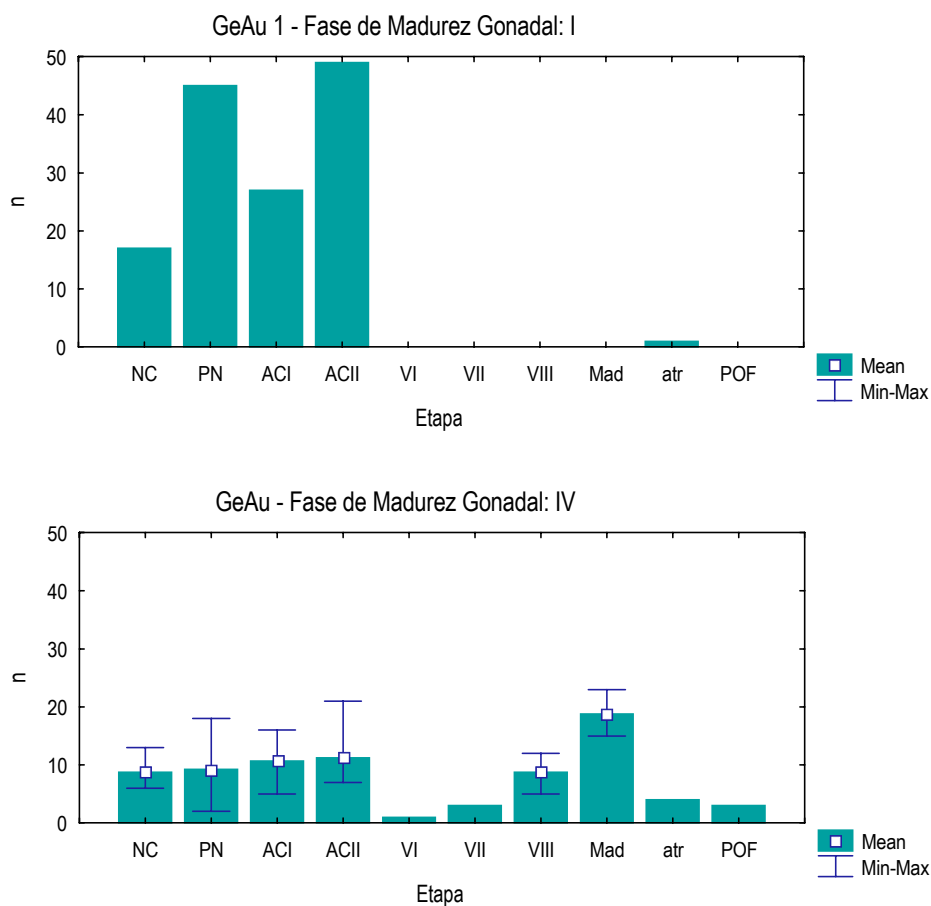 GeAu 1 - Fase de Madurez Gonadal: I
50
40
30
20
10
0
n
NC PN ACI ACII VI VII VIII Mad atr POF
Etapa
Mean
Min-Max
GeAu - Fase de Madurez Gonadal: IV
50
40
30
20
10
0
n
NC PN ACI ACII VI VII VIII Mad atr POF
Etapa
Mean
Min-Max